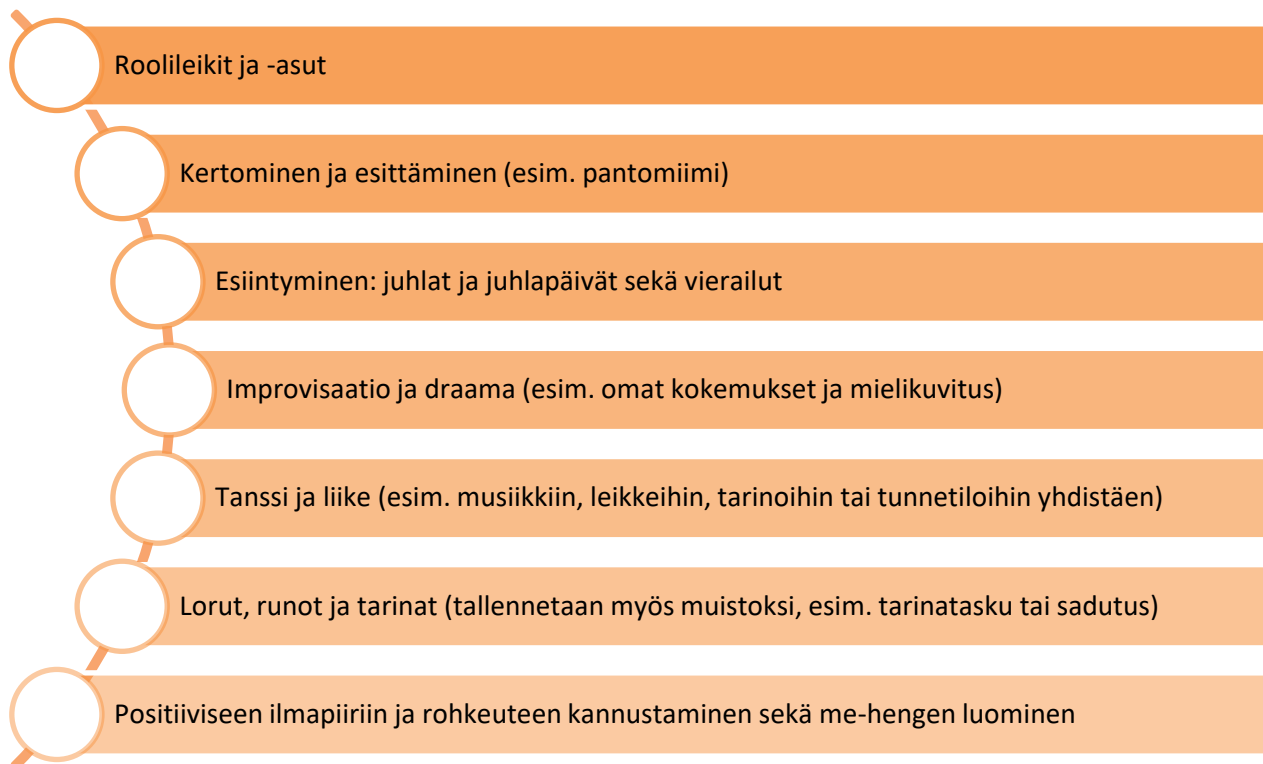 Roolileikit ja -asut
Kertominen ja esittäminen (esim. pantomiimi)
Esiintyminen: juhlat ja juhlapäivät sekä vierailut
Improvisaatio ja draama (esim. omat kokemukset ja mielikuvitus)
Tanssi ja liike (esim. musiikkiin, leikkeihin, tarinoihin tai tunnetiloihin yhdistäen)
Lorut, runot ja tarinat (tallennetaan myös muistoksi, esim. tarinatasku tai sadutus)
Positiiviseen ilmapiiriin ja rohkeuteen kannustaminen sekä me-hengen luominen